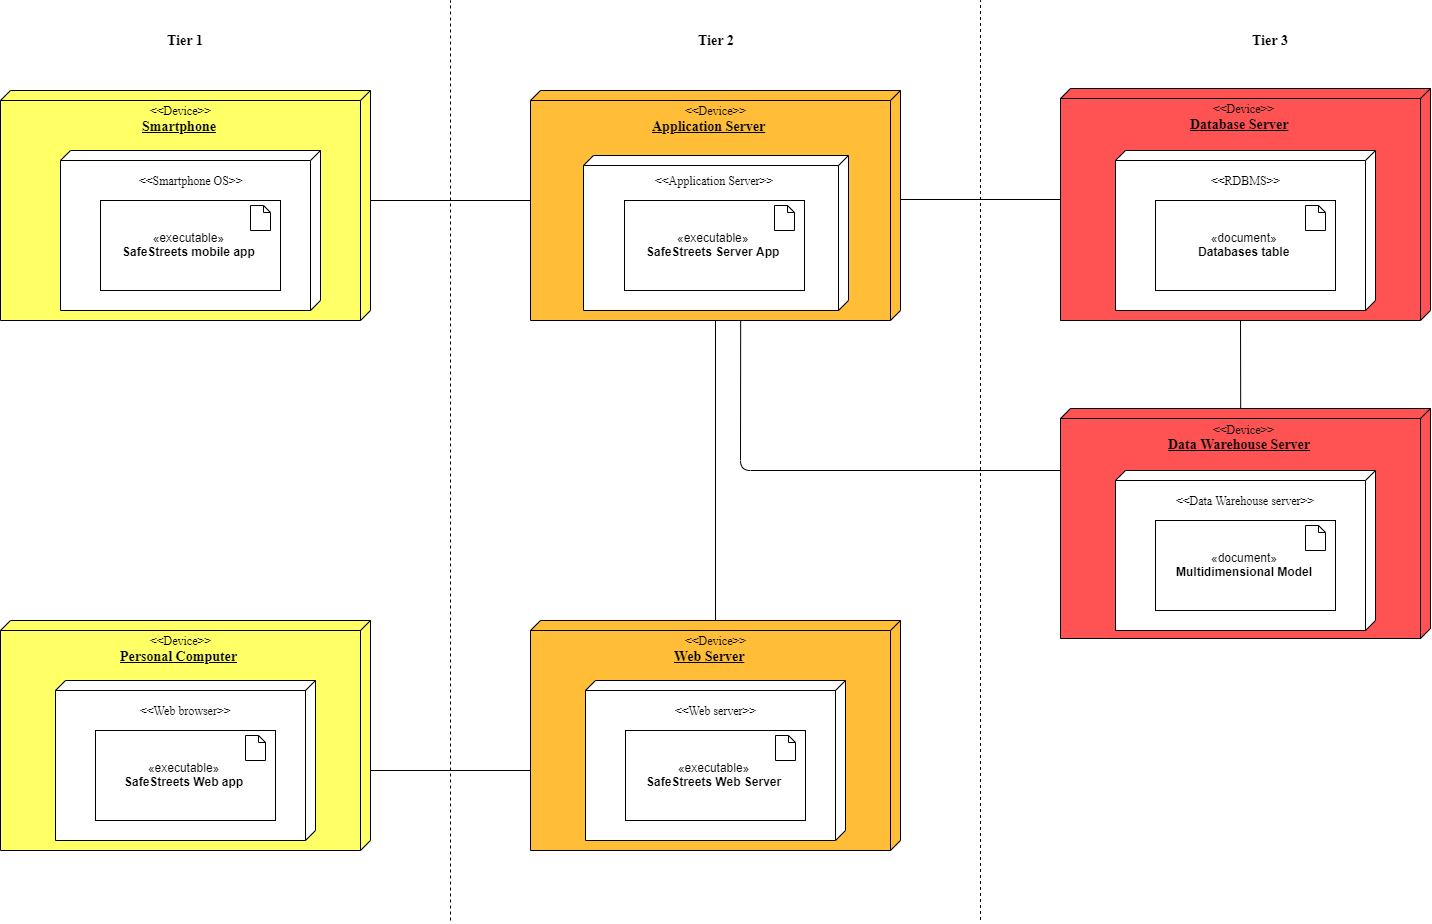 Tier 1
Tier 2
Tier 3
<<Device>>
Smartphone
<<Smartphone OS>>
«executable»
SafeStreets mobile app
<<Device>>
Application Server
<<Application Server>>
«executable»
SafeStreets Server App
<<Device>>
Database Server
<<RDBMS>>
«document»
Databases table
<<Device>>
Data Warehouse Server
<<Data Warehouse server>>
«document»
Multidimensional Model
<<Device>>
Personal Computer
<<Web browser>>
«executable»
SafeStreets Web app
<<Device>>
Web Server
<<Web server>>
«executable»
SafeStreets Web Server